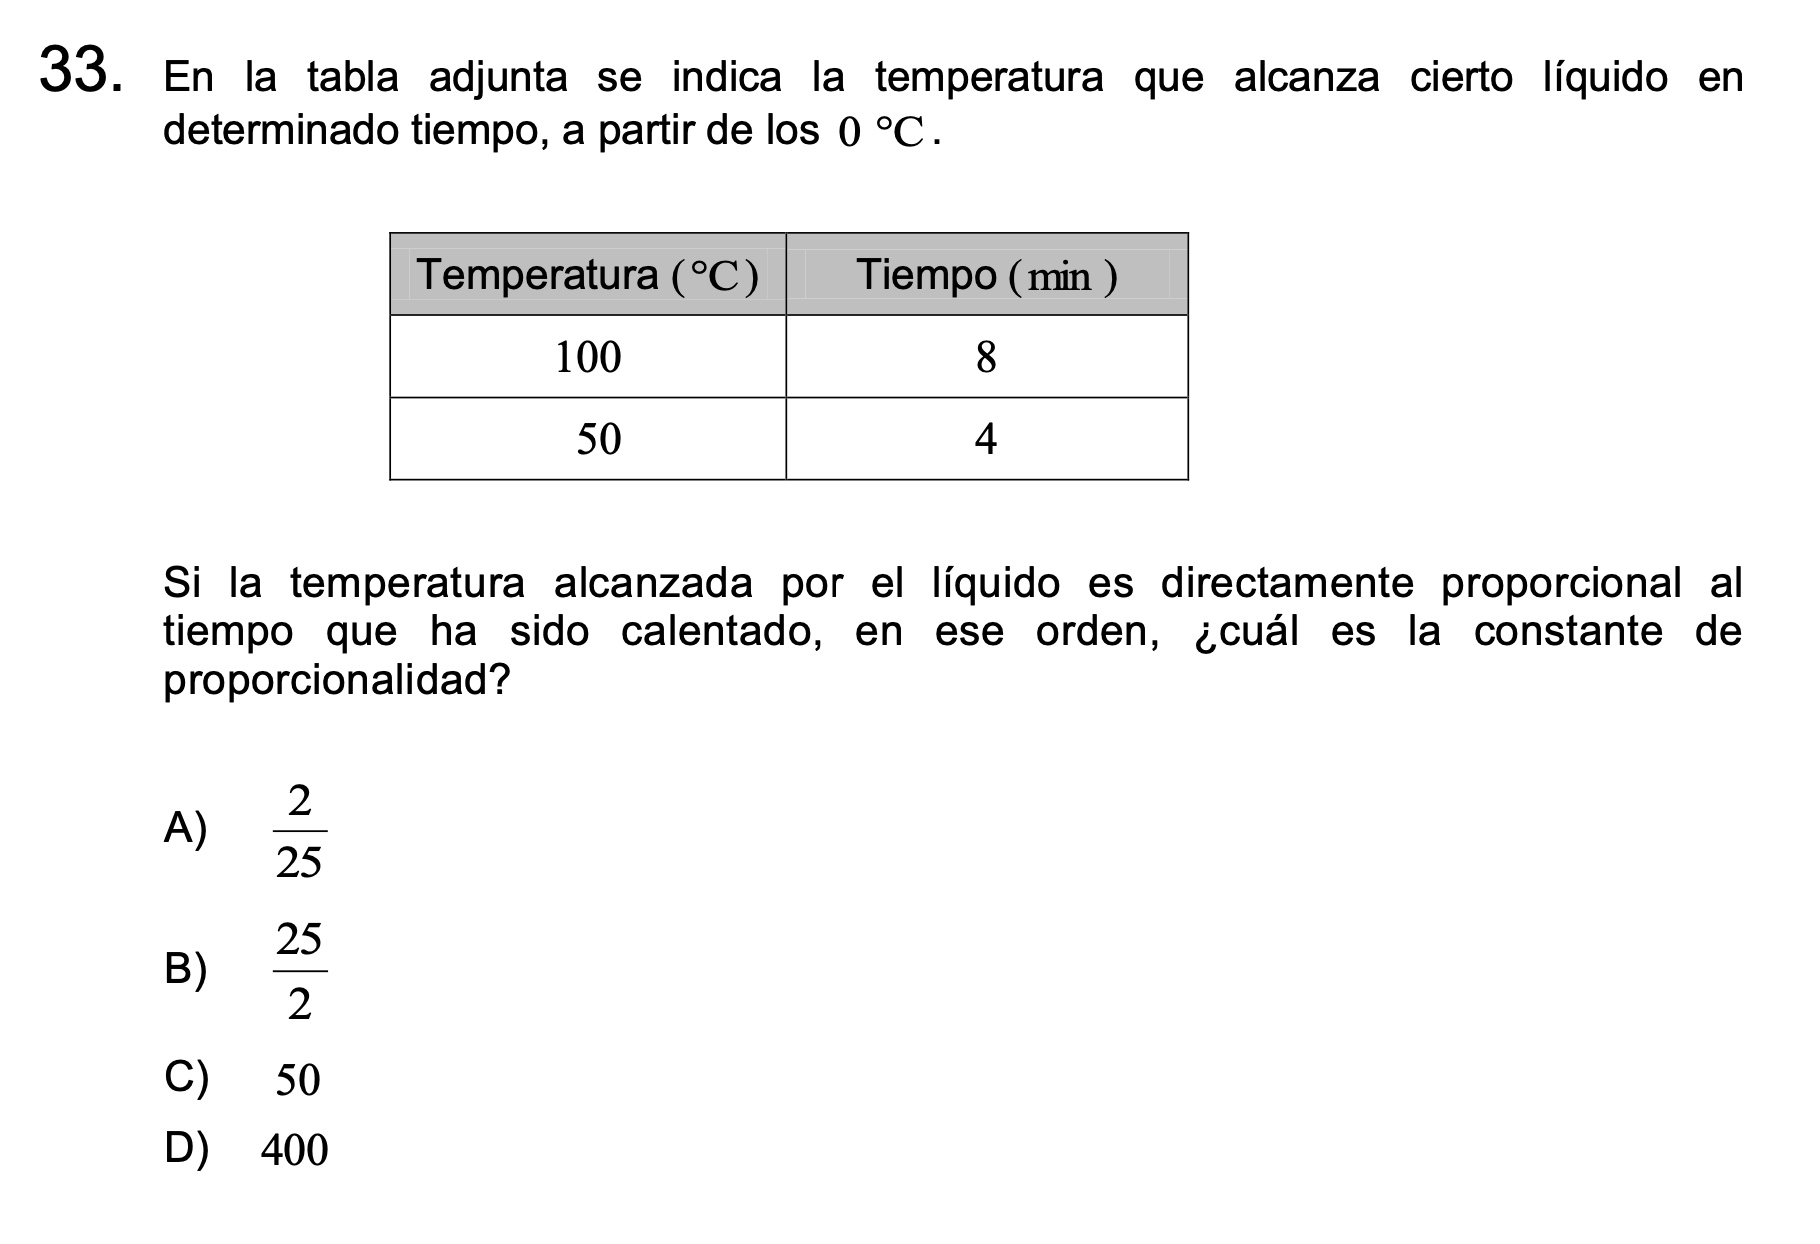 33. En la tabla adjunta se indica la temperatura que alcanza cierto líquido en
determinado tiempo, a partir de los 0 °C.
Temperatura (°C) Tiempo (min )
100 8
50 4
Si la temperatura alcanzada por el líquido es directamente proporcional al
tiempo que ha sido calentado, en ese orden, ¿cuál es la constante de
proporcionalidad?
A) 2/25
B) 25/2
C) 50
D) 400